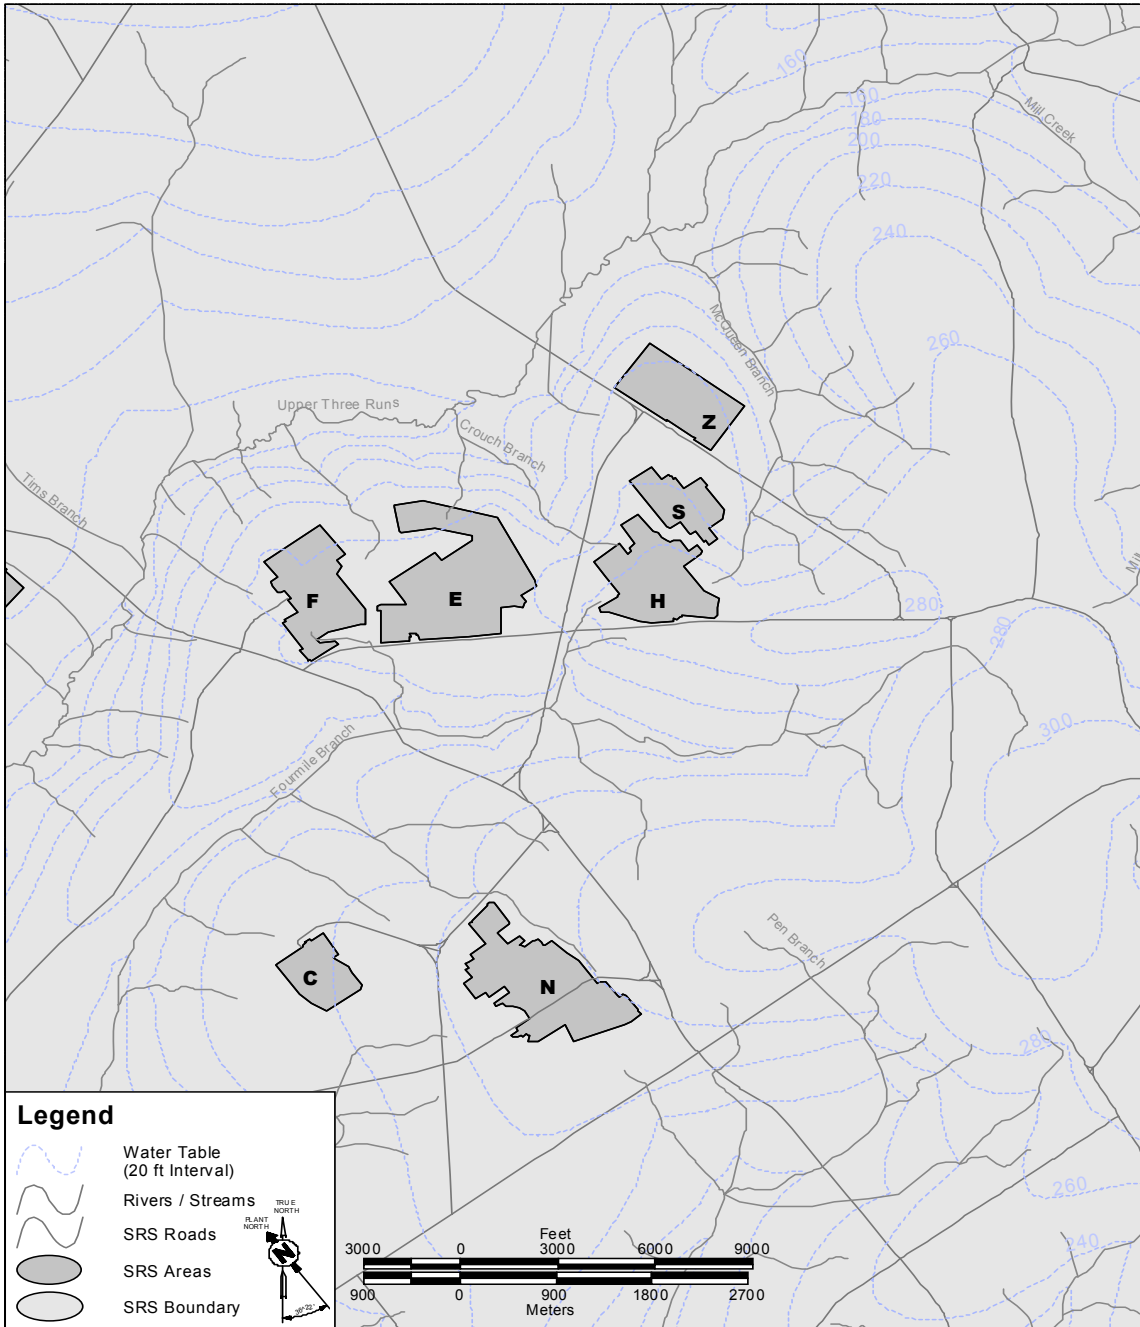 160
160
180
200
220
240
260
Mill Creek
McQueen Branch
Upper Three Runs
Crouch Branch
Tims Branch
Z
S
F
E
H
280
280
300
Fourmile Branch
Pen Branch
C
N
280
260
240
Legend
Water Table
(20 ft Interval)
Rivers / Streams
SRS Roads
SRS Areas
SRS Boundary
TRUE
NORTH
PLANT
NORTH
N
Feet
3000 0 3000 6000 9000
900 0 900 1800 2700
Meters